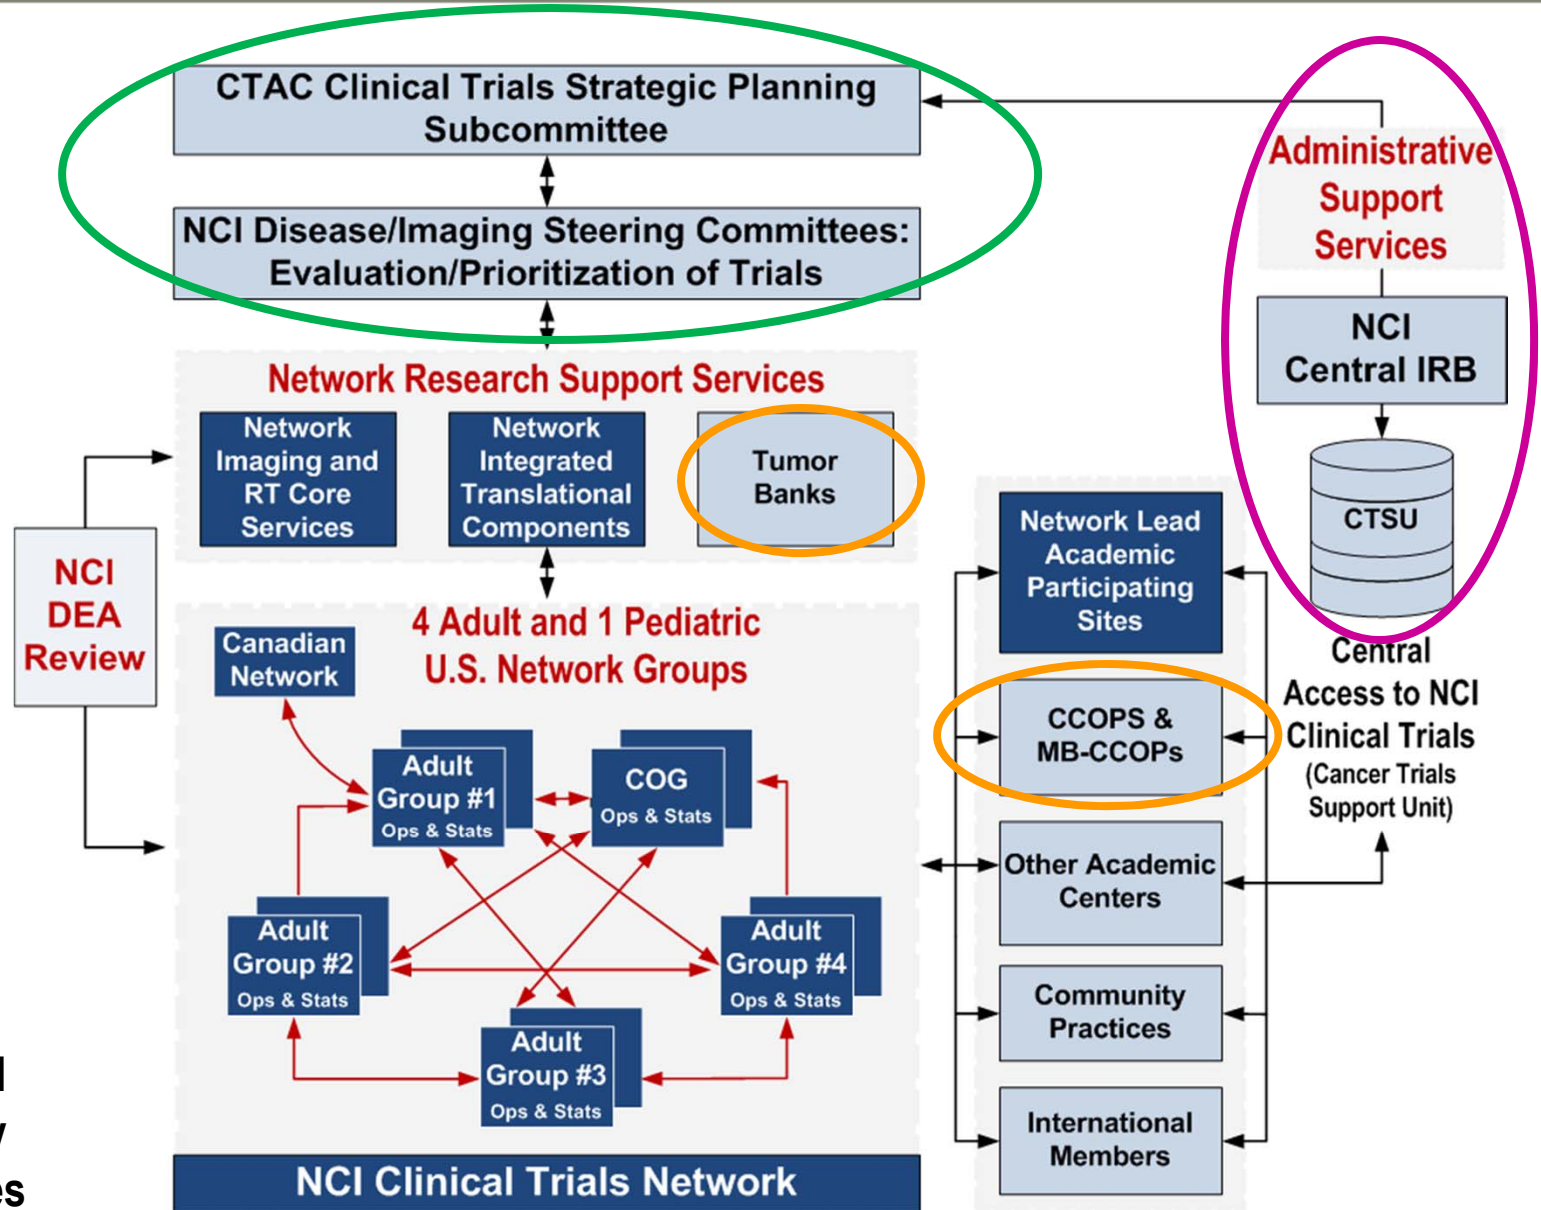 CTAC Clinical Trials Strategic Planning
Subcommittee
NCI Disease/Imaging Steering Committees:
Evaluation/Prioritization of Trials
Administrative
Support
Services
NCI
Central IRB
CTSU
Central
Access to NCI
Clinical Trials
(Cancer Trials
Support Unit)
Network Research Support Services
Network
Imaging and
RT Core
Services
Network
Integrated
Translational
Components
Tumor
Banks
NCI
DEA
Review
4 Adult and 1 Pediatric
U.S. Network Groups
Canadian
Network
Adult
Group #1
Ops & Stats
COG
Ops & Stats
Adult
Group #2
Ops & Stats
Adult
Group #4
Ops & Stats
Adult
Group #3
Ops & Stats
NCI Clinical Trials Network
Network Lead
Academic
Participating
Sites
CCOPS &
MB-CCOPs
Other Academic
Centers
Community
Practices
International
Members